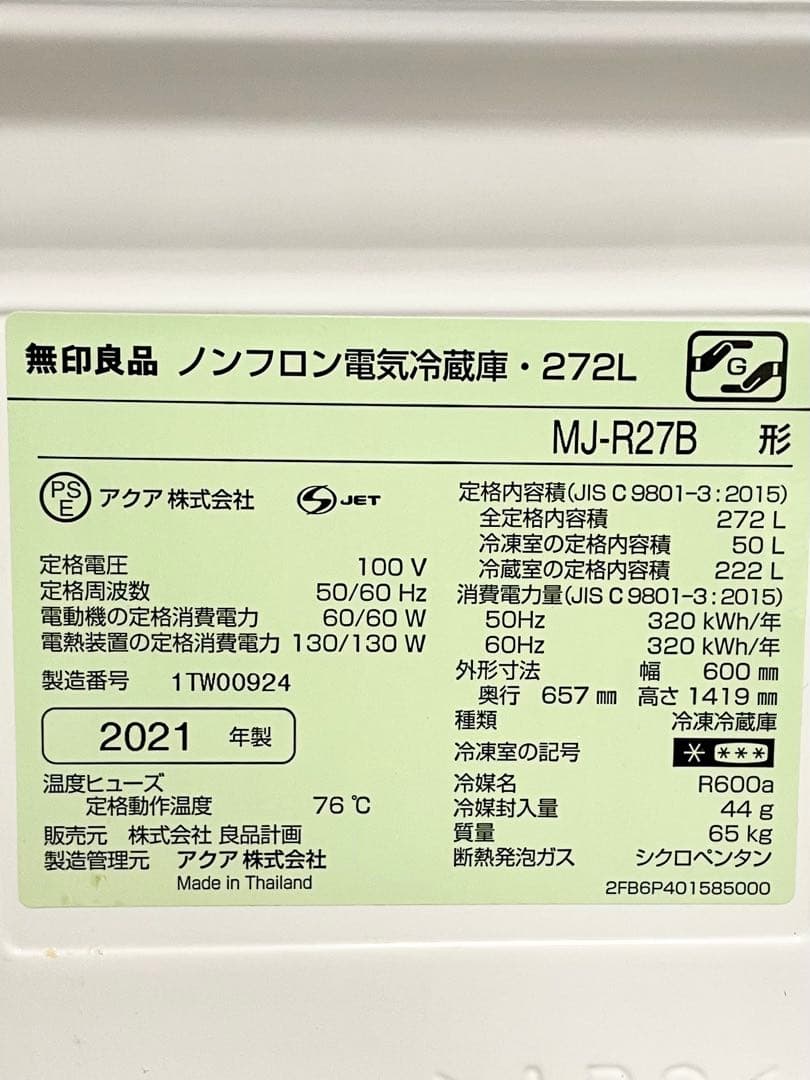 無印良品 ノンフロン電気冷蔵庫・272L
G
MJ-R27B 形
PS
E
アクア 株式会社
S JET
定格電圧 100 V
定格周波数 50/60 Hz
電動機の定格消費電力 60/60 W
電熱装置の定格消費電力 130/130 W
製造番号 1TW00924
2021 年製
温度ヒューズ
定格動作温度 76 ℃
販売元 株式会社 良品計画
製造管理元 アクア 株式会社
Made in Thailand
定格内容積(JIS C 9801-3:2015)
全定格内容積 272 L
冷凍室の定格内容積 50 L
冷蔵室の定格内容積 222 L
消費電力量(JIS C 9801-3:2015)
50Hz 320 kWh/年
60Hz 320 kWh/年
外形寸法 幅 600 ㎜
奥行 657 ㎜ 高さ 1419 ㎜
種類 冷凍冷蔵庫
冷凍室の記号 * ***
冷媒名 R600a
冷媒封入量 44 g
質量 65 kg
断熱発泡ガス シクロペンタン
2FB6P401585000
>ABS<